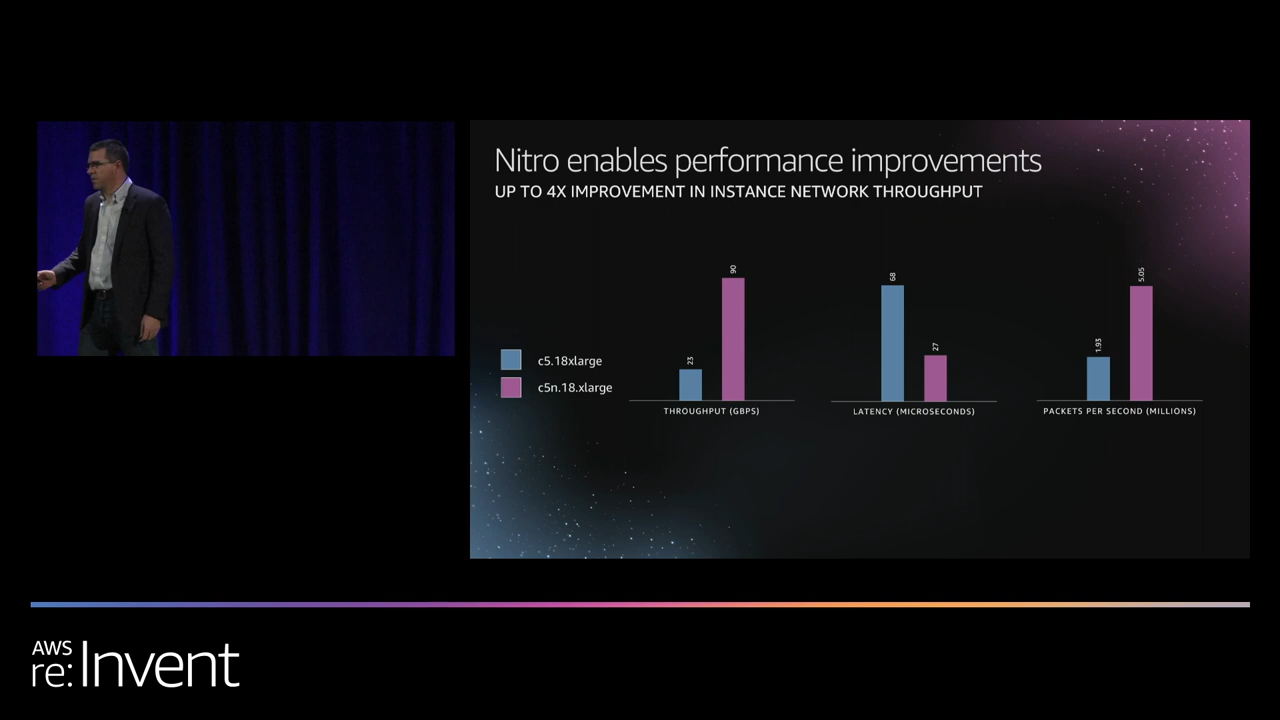 Nitro enables performance improvements
UP TO 4X IMPROVEMENT IN INSTANCE NETWORK THROUGHPUT
c5.18xlarge
c5n.18.xlarge
23
90
THROUGHPUT (GBPS)
68
27
LATENCY (MICROSECONDS)
1.93
5.05
PACKETS PER SECOND (MILLIONS)
AWS
re:Invent